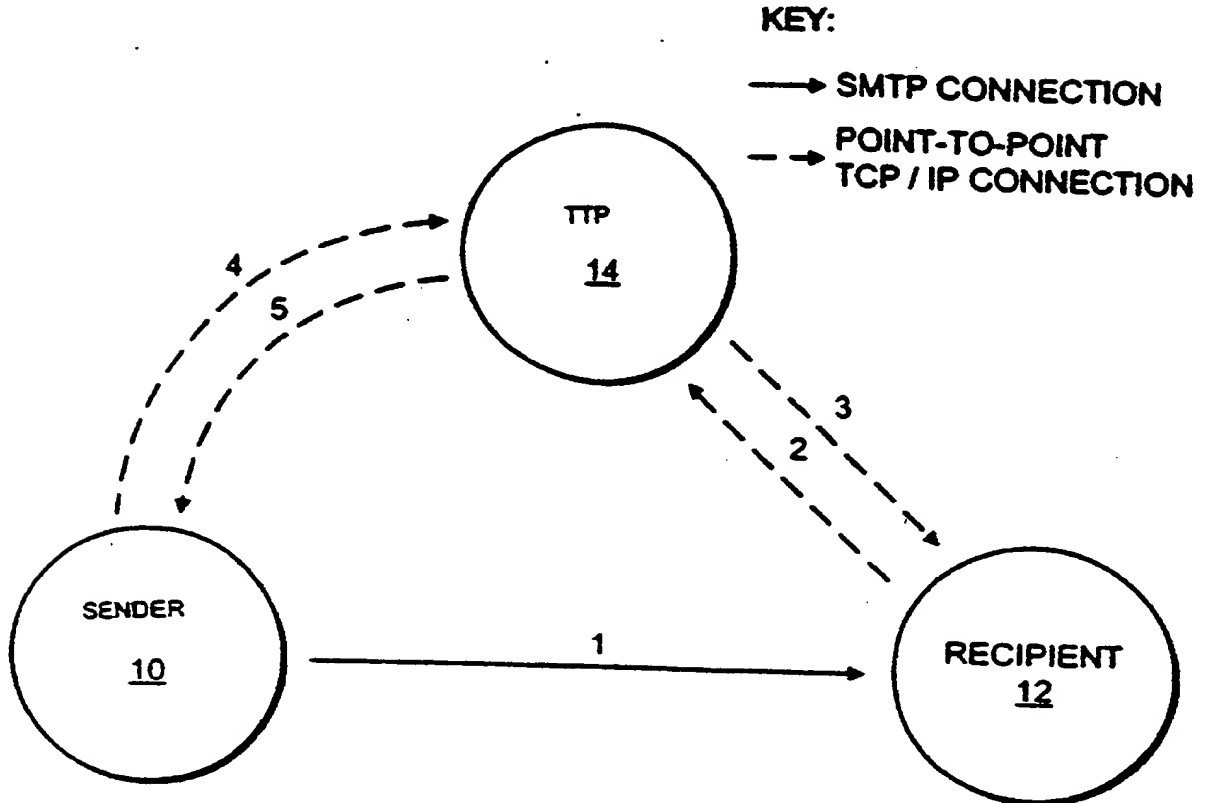 KEY:
SMTP CONNECTION
POINT-TO-POINT
TCP / IP CONNECTION
TTP
14
4
5
3
2
SENDER
10
1
RECIPIENT
12